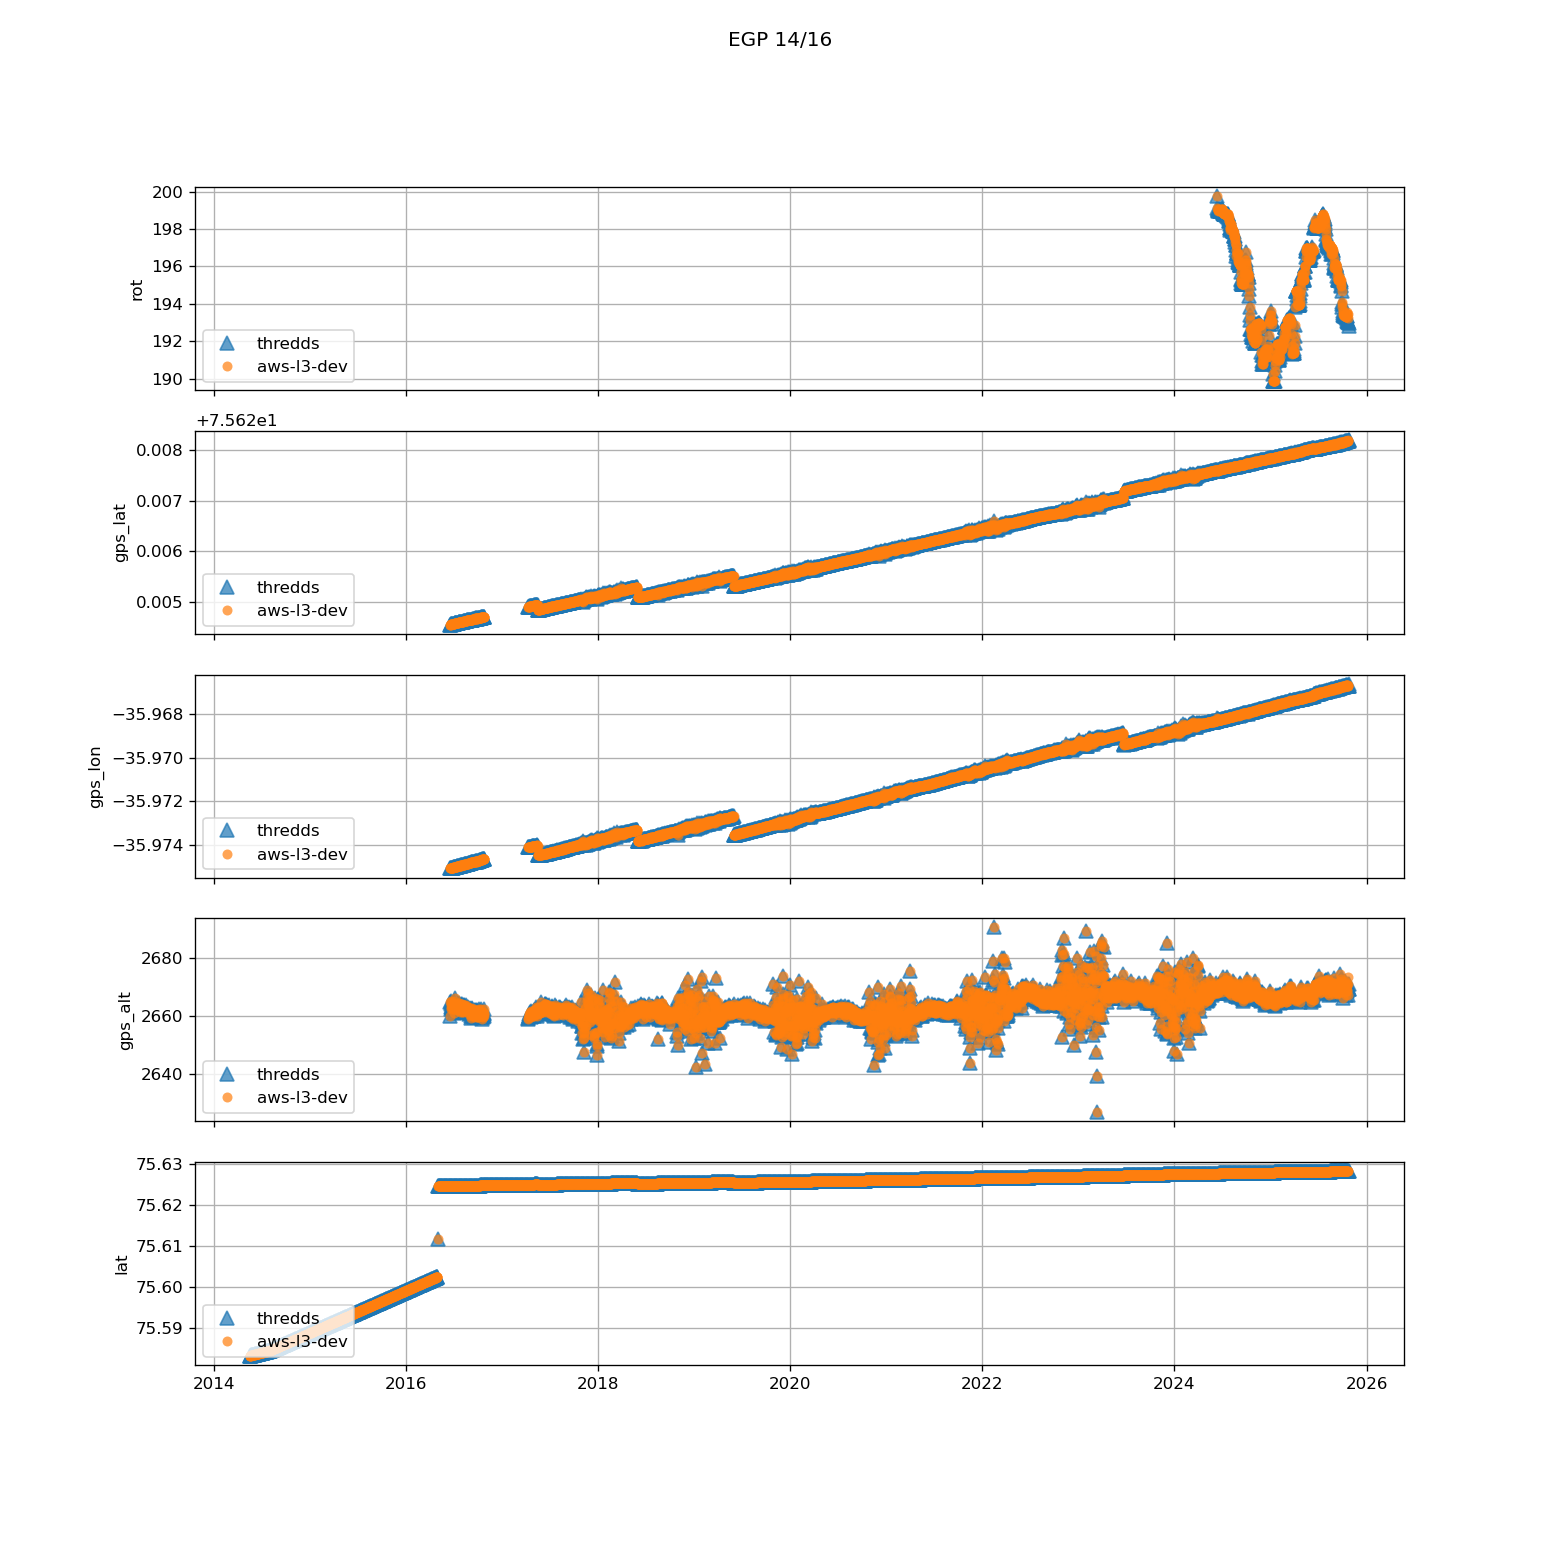 EGP 14/16
200
198
196
194
192
190
rot
thredds
aws-l3-dev
+7.562e1
0.008
0.007
0.006
0.005
gps_lat
thredds
aws-l3-dev
−35.968
−35.970
−35.972
−35.974
gps_lon
thredds
aws-l3-dev
2680
2660
2640
gps_alt
thredds
aws-l3-dev
75.63
75.62
75.61
75.60
75.59
lat
thredds
aws-l3-dev
2014 2016 2018 2020 2022 2024 2026